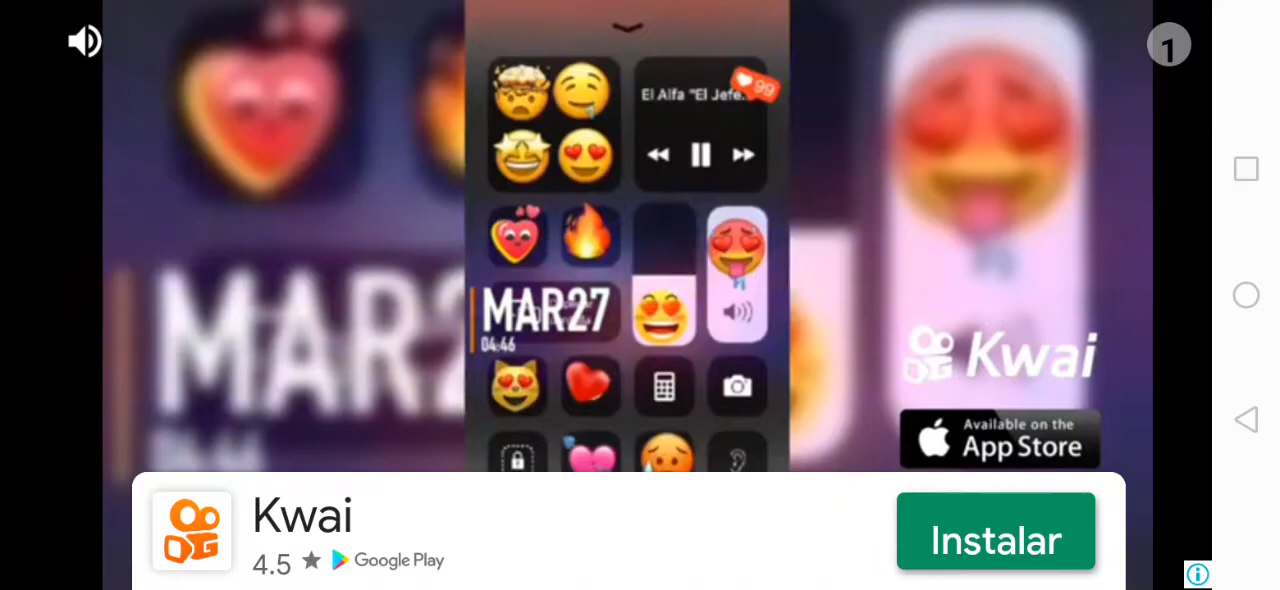 1
El Alfa "El Jefe..
99
MAR27
04:46
MAR2
Kwai
Available on the
App Store
Kwai
4.5 ★ Google Play
Instalar